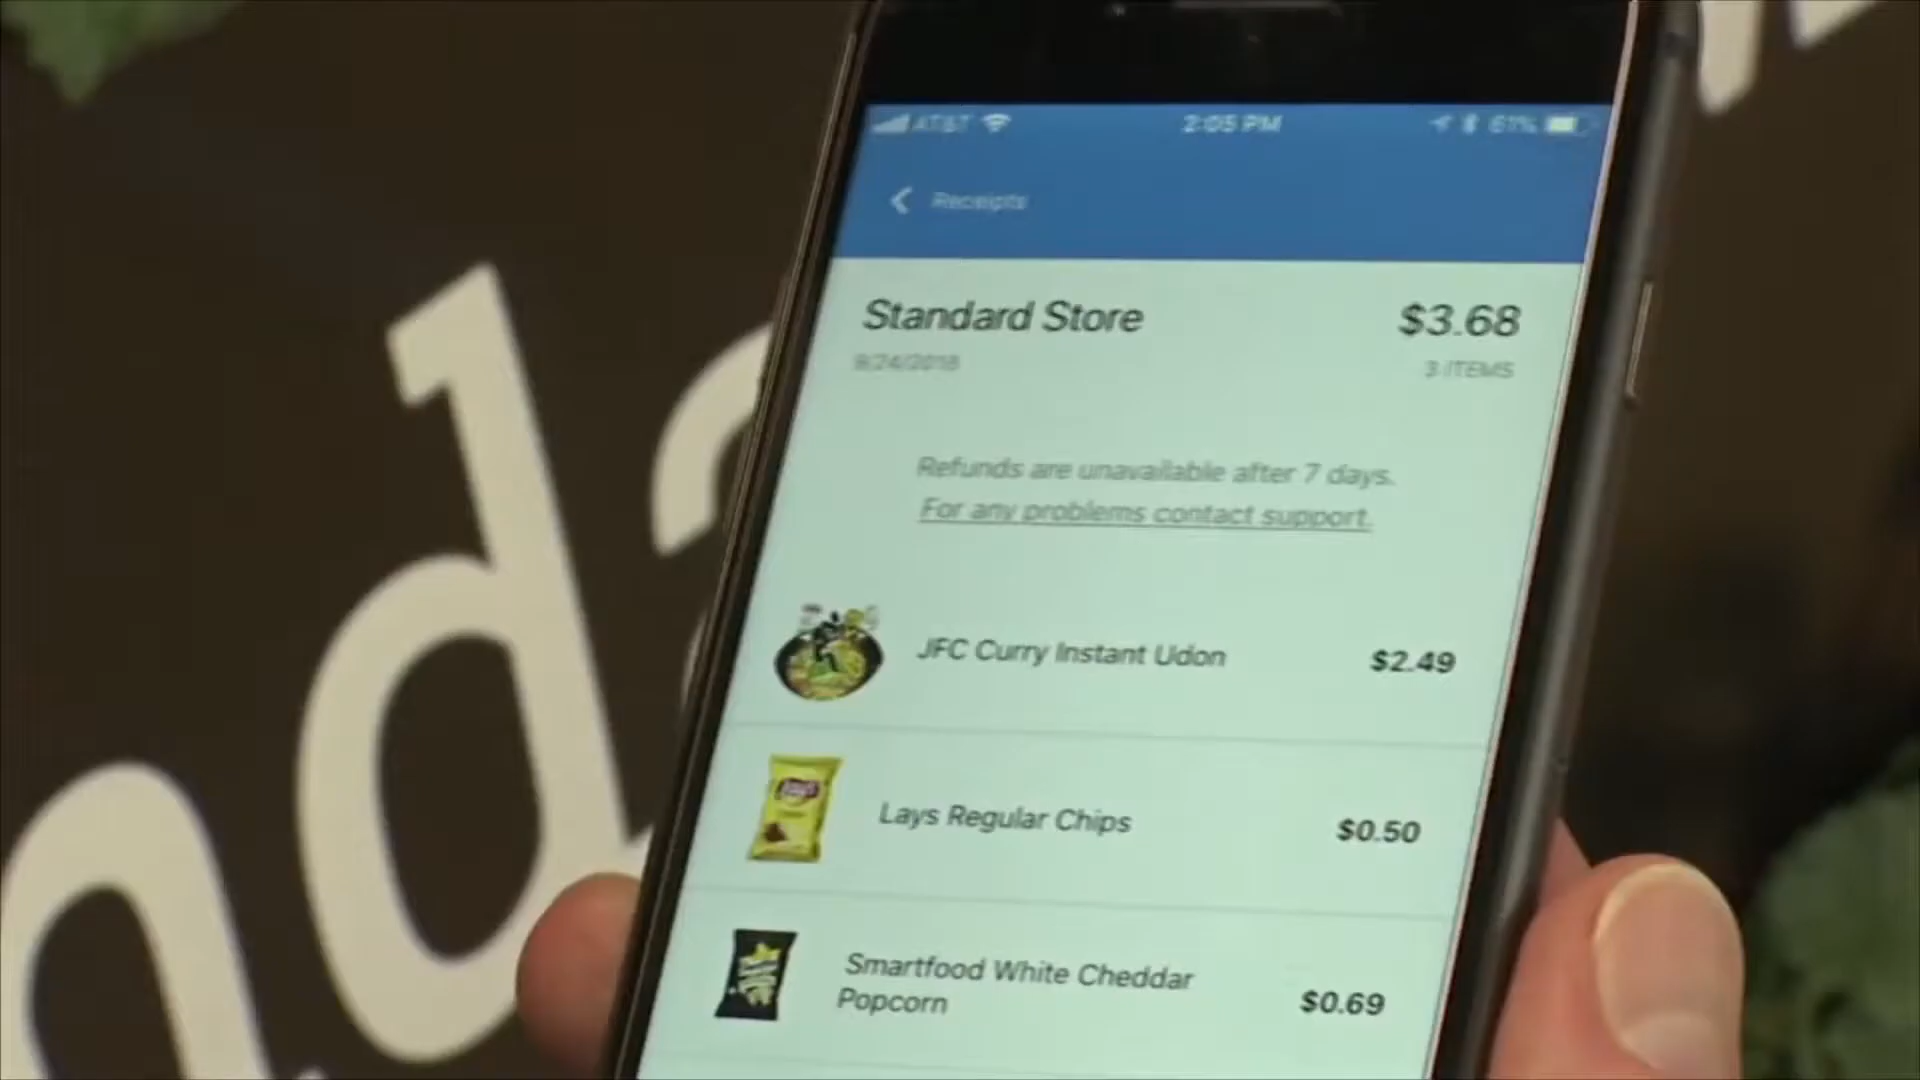 AT&T 2:05 PM 61%
Receipts
Standard Store $3.68
9/24/2018 3 ITEMS
Refunds are unavailable after 7 days.
For any problems contact support.
JFC Curry Instant Udon $2.49
Lays Regular Chips $0.50
Smartfood White Cheddar
Popcorn $0.69
nda